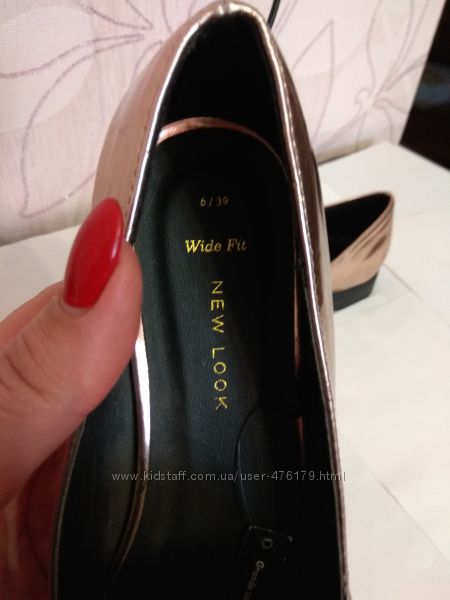 6/39
Wide Fit
NEW LOOK
www.kidstaff.com.ua/user-476179.html